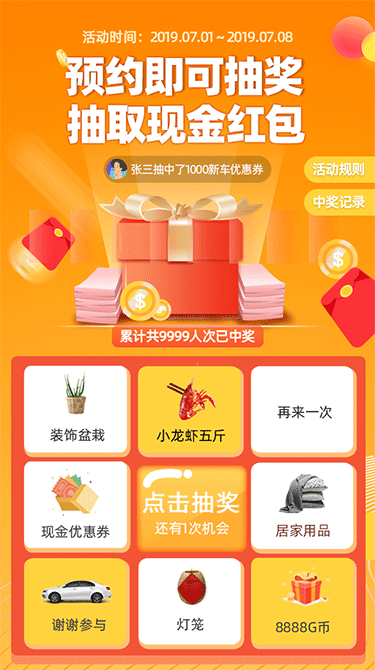 活动时间：2019.07.01 ~ 2019.07.08
预约即可抽奖
抽取现金红包
张三抽中了1000新车优惠券
活动规则
中奖记录
累计共9999人次已中奖
装饰盆栽
小龙虾五斤
再来一次
现金优惠券
点击抽奖
还有1次机会
居家用品
谢谢参与
灯笼
8888G币